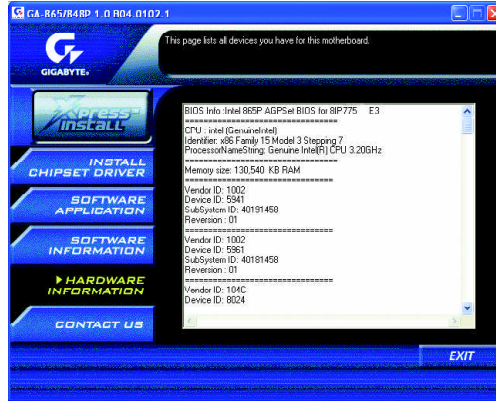 GA-865/848P 1.0 B04.0102.1
GIGABYTE
This page lists all devices you have for this motherboard.
Xpress
Install
INSTALL
CHIPSET DRIVER
SOFTWARE
APPLICATION
SOFTWARE
INFORMATION
HARDWARE
INFORMATION
CONTACT US
BIOS Info :Intel 865P AGPSet BIOS for 8IP775 E3
================================
CPU : intel (GenuineIntel)
Identifier: x86 Family 15 Model 3 Stepping 7
ProcessorNameString: Genuine Intel(R) CPU 3.20GHz
================================
Memory size: 130,540 KB RAM
================================
Vendor ID: 1002
Device ID: 5941
SubSystem ID: 40191458
Reversion : 01
================================
Vendor ID: 1002
Device ID: 5961
SubSystem ID: 40181458
Reversion : 01
================================
Vendor ID: 104C
Device ID: 8024
EXIT